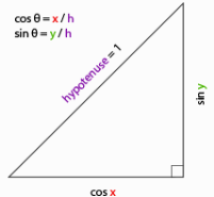 cos θ = x / h
sin θ = y / h
hypotenuse = 1
sin y
cos x